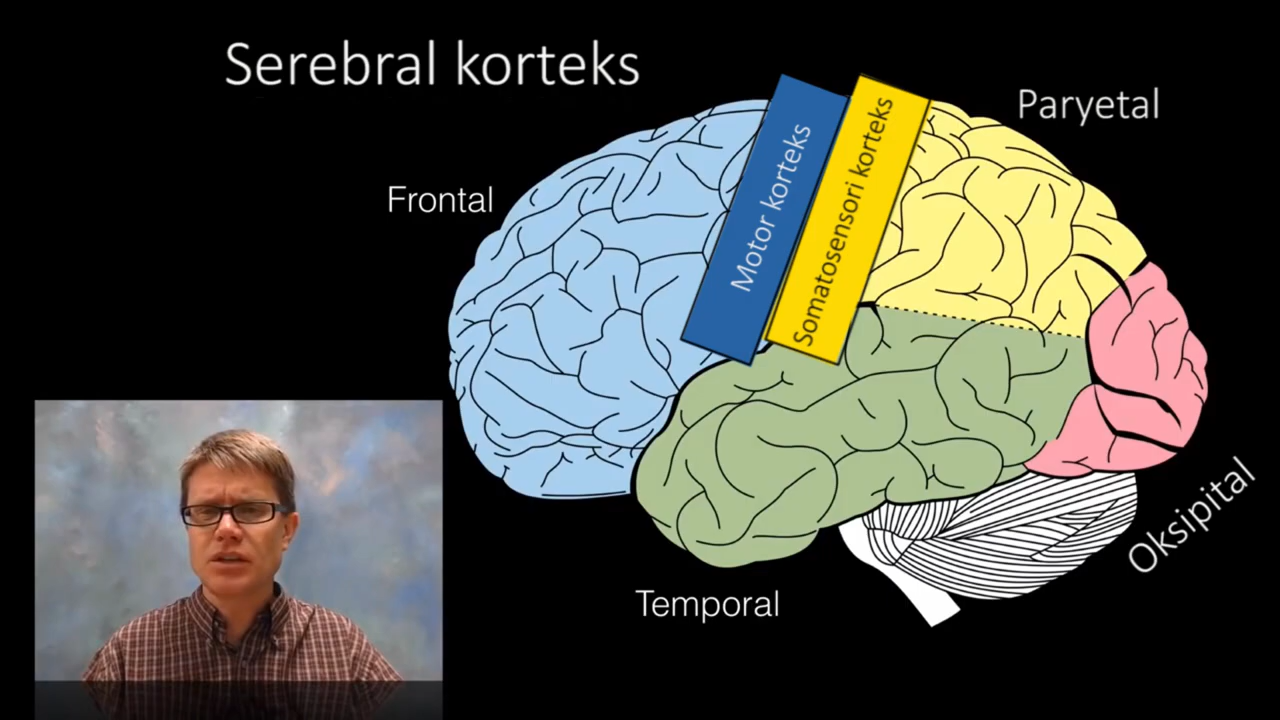 Serebral korteks
Paryetal
Frontal
Motor korteks
Somatosensori korteks
Oksipital
Temporal